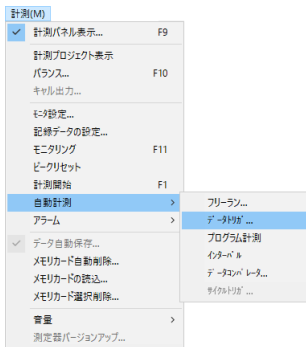 計測(M)
計測パネル表示... F9
計測プロジェクト表示
バランス... F10
キャル出力...
ﾓﾆﾀ設定...
記録データの設定...
モニタリング F11
ピークリセット
計測開始 F1
自動計測 >
フリーラン...
アラーム >
ﾃﾞｰﾀﾄﾘｶﾞ...
プログラム計測
データ自動保存...
ｲﾝﾀｰﾊﾞﾙ
メモリカード自動削除...
ﾃﾞｰﾀｺﾝﾊﾟﾚｰﾀ...
メモリカードの読込...
ｻｲｸﾙﾄﾘｶﾞ...
メモリカード選択削除...
音量 >
測定器バージョンアップ...